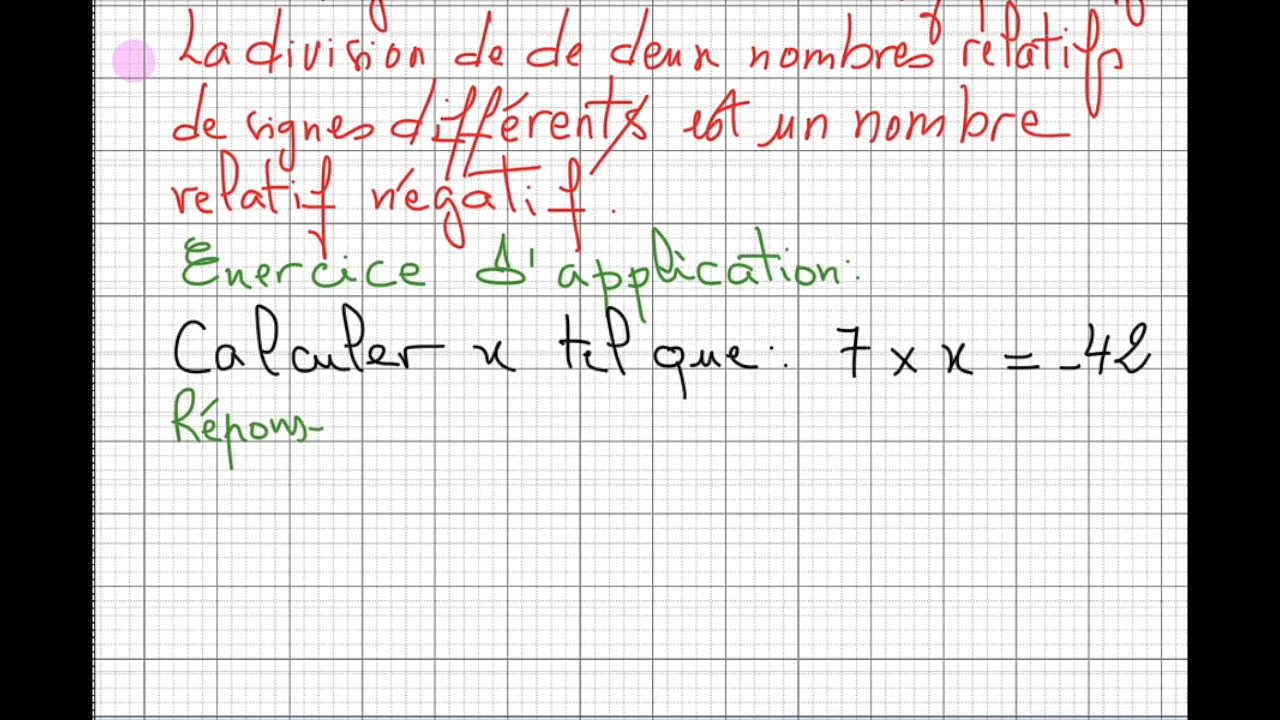 La division de de deux nombres relatifs
de signes différents est un nombre
relatif négatif.
Exercice d'application:
Calculer x tel que: 7 × x = -42
Répons